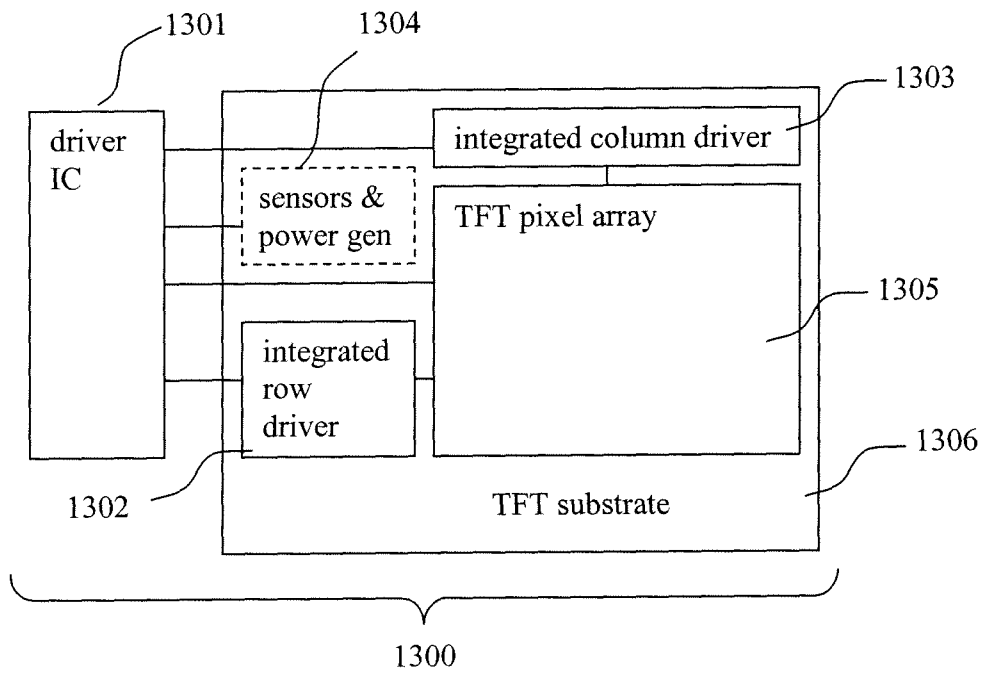 1301
1304
1303
driver
IC
integrated column driver
sensors &
power gen
TFT pixel array
1305
integrated
row
driver
1306
1302
TFT substrate
1300